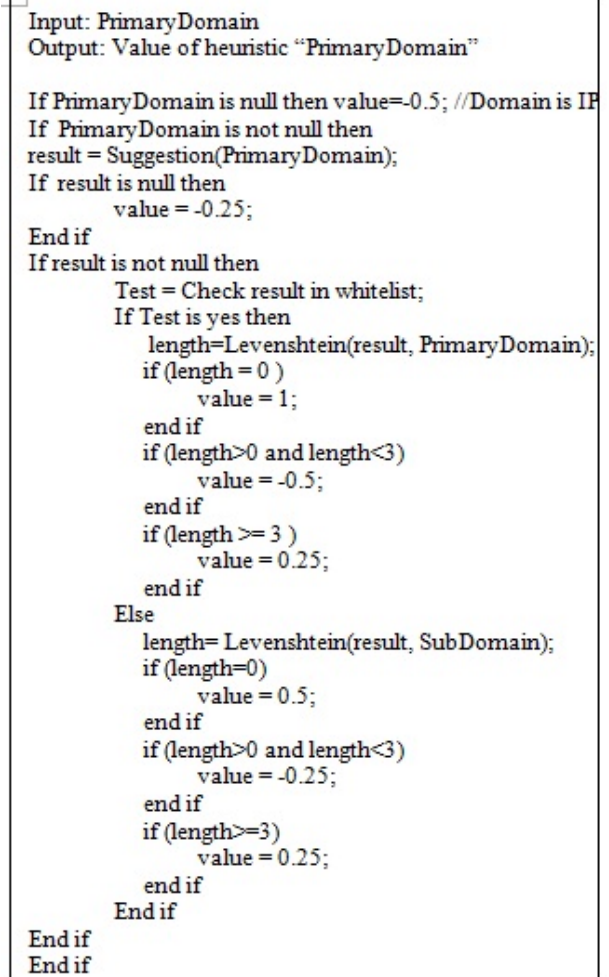 Input: PrimaryDomain
Output: Value of heuristic “PrimaryDomain”
If PrimaryDomain is null then value=-0.5; //Domain is IP
If PrimaryDomain is not null then
result = Suggestion(PrimaryDomain);
If result is null then
value = -0.25;
End if
If result is not null then
Test = Check result in whitelist;
If Test is yes then
length=Levenshtein(result, PrimaryDomain);
if (length = 0 )
value = 1;
end if
if (length>0 and length<3)
value = -0.5;
end if
if (length >= 3 )
value = 0.25;
end if
Else
length= Levenshtein(result, SubDomain);
if (length=0)
value = 0.5;
end if
if (length>0 and length<3)
value = -0.25;
end if
if (length>=3)
value = 0.25;
end if
End if
End if
End if